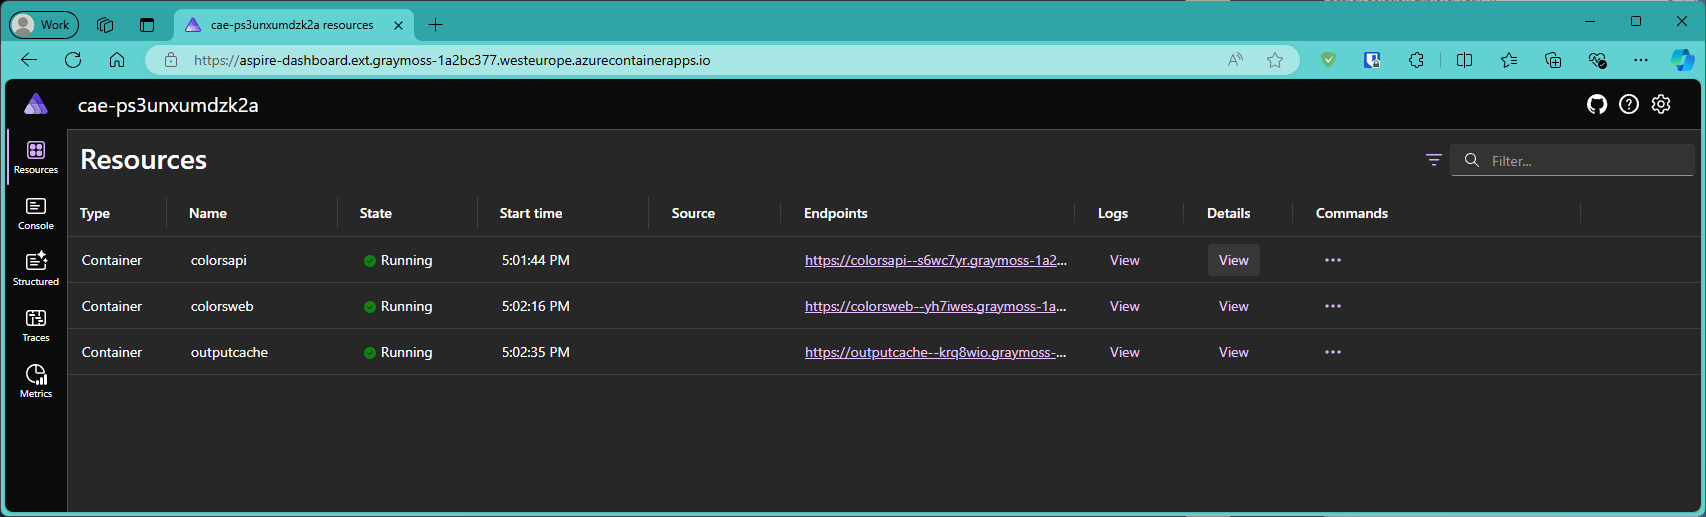 Work
cae-ps3unxumdzk2a resources
https://aspire-dashboard.ext.graymoss-1a2bc377.westeurope.azurecontainerapps.io
cae-ps3unxumdzk2a
Resources
Console
Structured
Traces
Metrics
Resources
Filter...
Type Name State Start time Source Endpoints Logs Details Commands
Container colorsapi Running 5:01:44 PM https://colorsapi--s6wc7yr.graymoss-1a2... View View ...
Container colorsweb Running 5:02:16 PM https://colorsweb--yh7iwes.graymoss-1a... View View ...
Container outputcache Running 5:02:35 PM https://outputcache--krq8wio.graymoss-... View View ...